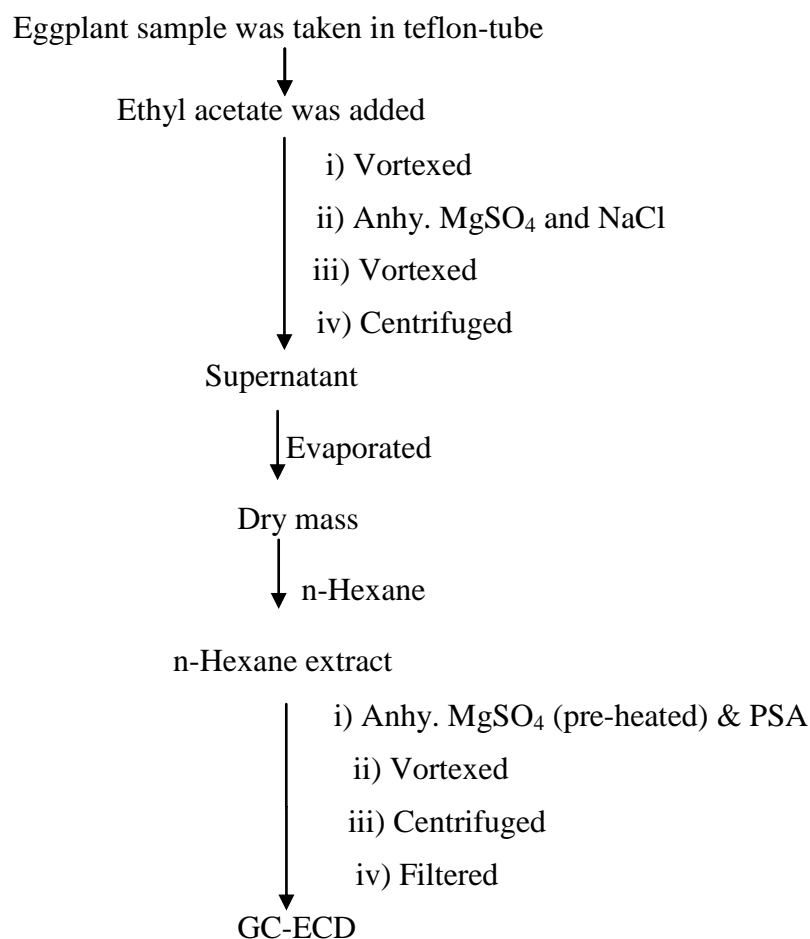 Eggplant sample was taken in teflon-tube
Ethyl acetate was added
i) Vortexed
ii) Anhy. MgSO₄ and NaCl
iii) Vortexed
iv) Centrifuged
Supernatant
Evaporated
Dry mass
n-Hexane
n-Hexane extract
i) Anhy. MgSO₄ (pre-heated) & PSA
ii) Vortexed
iii) Centrifuged
iv) Filtered
GC-ECD